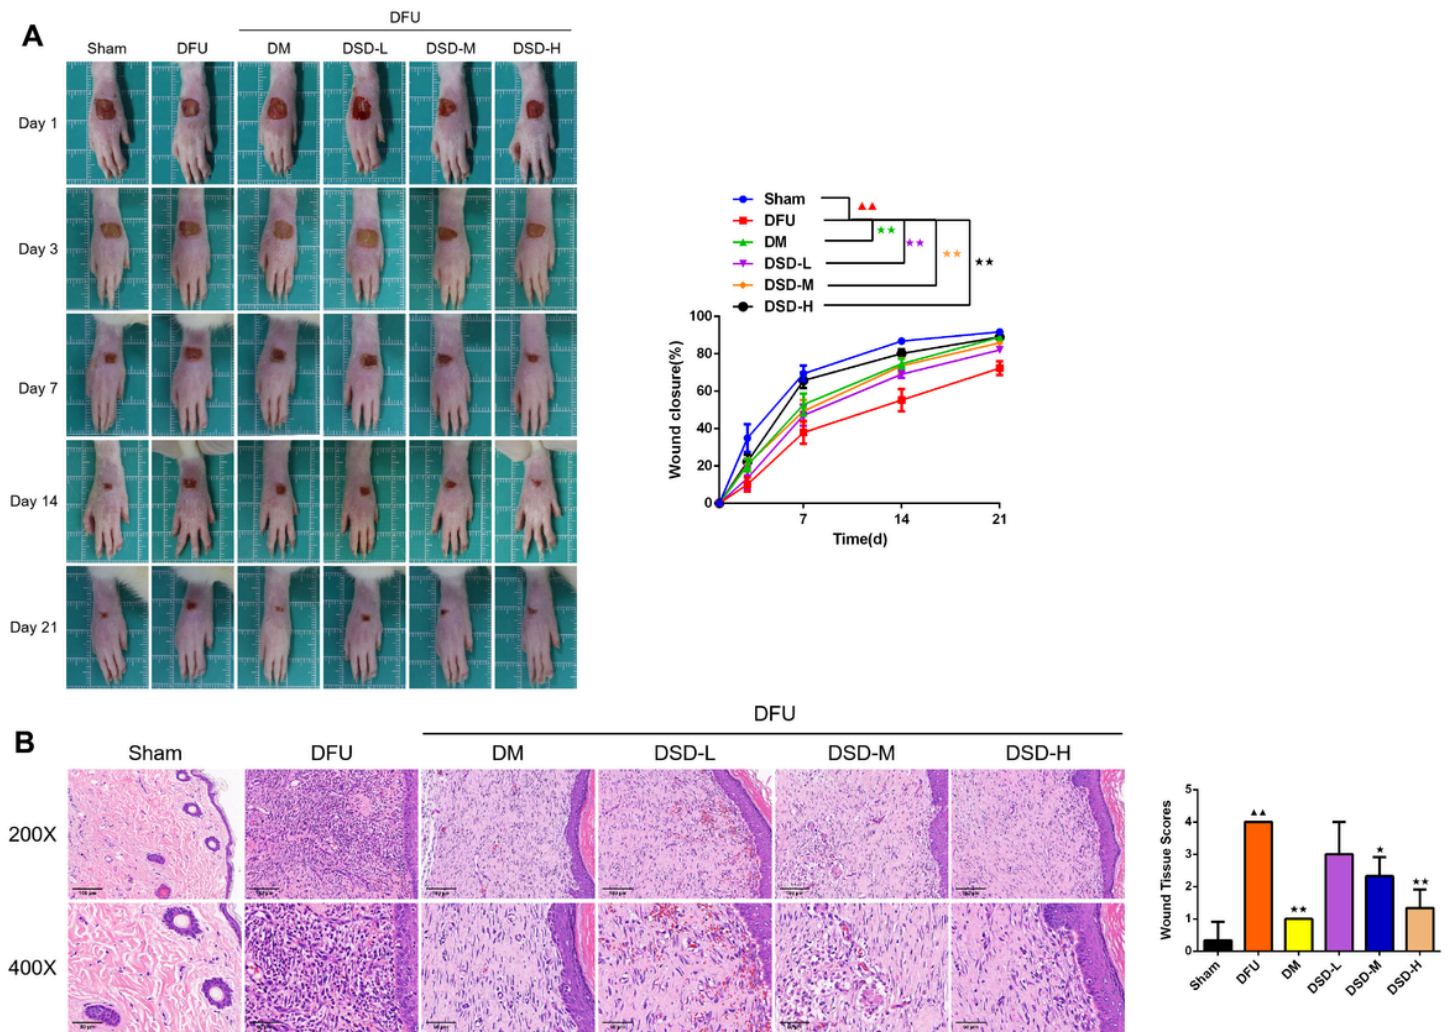 A
DFU
Sham DFU DM DSD-L DSD-M DSD-H
Day 1
Day 3
Day 7
Day 14
Day 21
Sham
DFU
DM
DSD-L
DSD-M
DSD-H
▲▲
★★
★★
★★
★★
Wound closure(%)
100
80
60
40
20
0
7 14 21
Time(d)
B
DFU
Sham DFU DM DSD-L DSD-M DSD-H
200X
400X
Wound Tissue Scores
5
4
3
2
1
0
▲▲
★★
★
★★
Sham DFU DM DSD-L DSD-M DSD-H